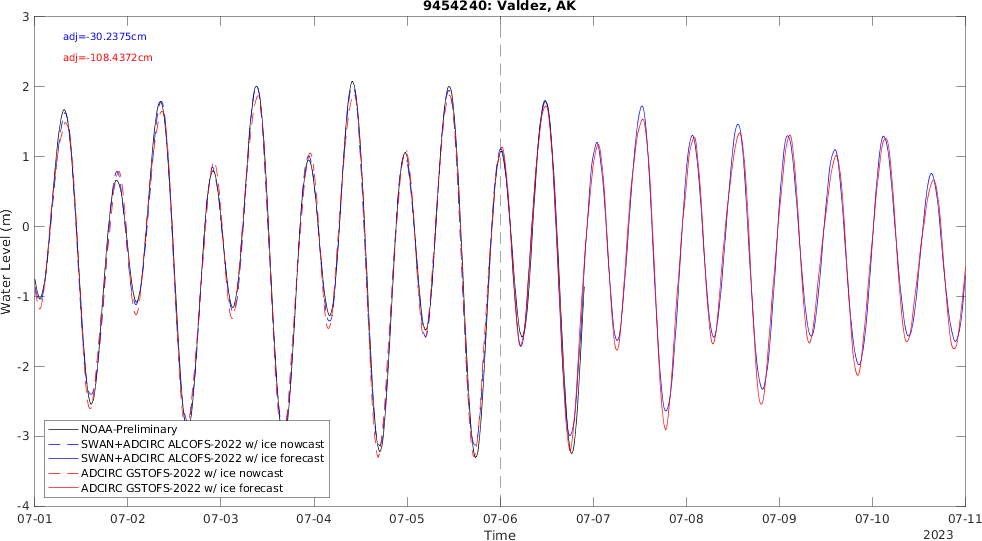 9454240: Valdez, AK
adj=-30.2375cm
adj=-108.4372cm
3
2
1
0
-1
-2
-3
-4
Water Level (m)
NOAA-Preliminary
SWAN+ADCIRC ALCOFS-2022 w/ ice nowcast
SWAN+ADCIRC ALCOFS-2022 w/ ice forecast
ADCIRC GSTOFS-2022 w/ ice nowcast
ADCIRC GSTOFS-2022 w/ ice forecast
07-01 07-02 07-03 07-04 07-05 07-06 07-07 07-08 07-09 07-10 07-11
Time
2023